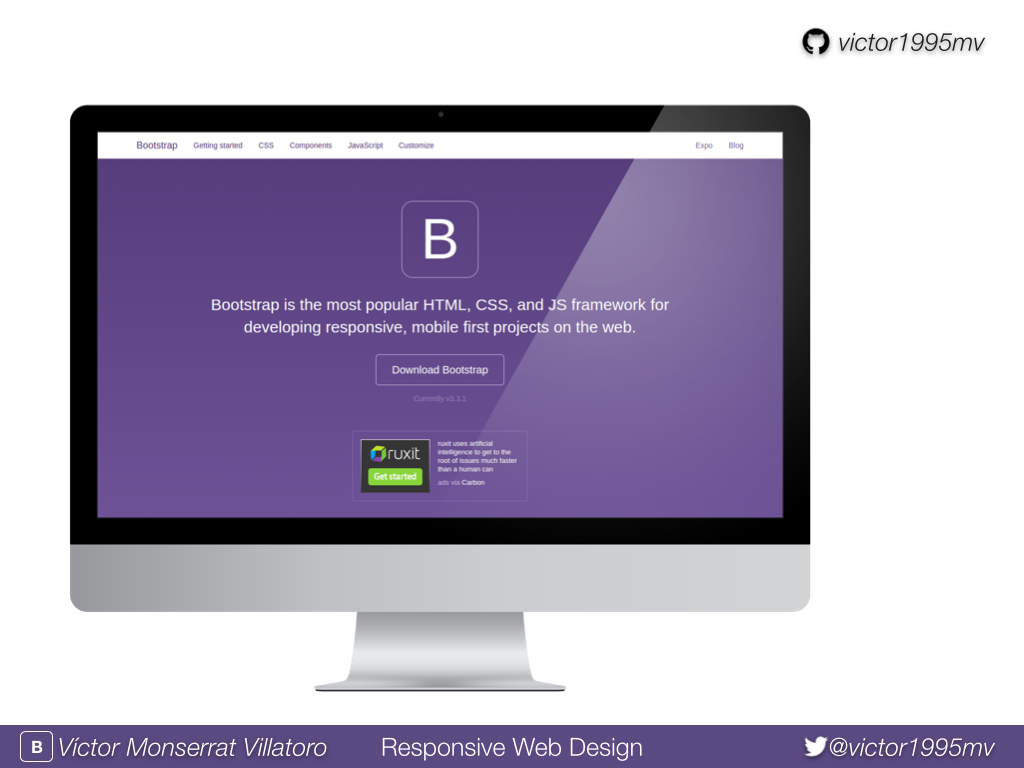 victor1995mv
Bootstrap Getting started CSS Components JavaScript Customize Expo Blog
B
Bootstrap is the most popular HTML, CSS, and JS framework for
developing responsive, mobile first projects on the web.
Download Bootstrap
Currently v3.3.1
ruxit
Get started
ruxit uses artificial
intelligence to get to the
root of issues much faster
than a human can
ads via Carbon
B Víctor Monserrat Villatoro Responsive Web Design @victor1995mv